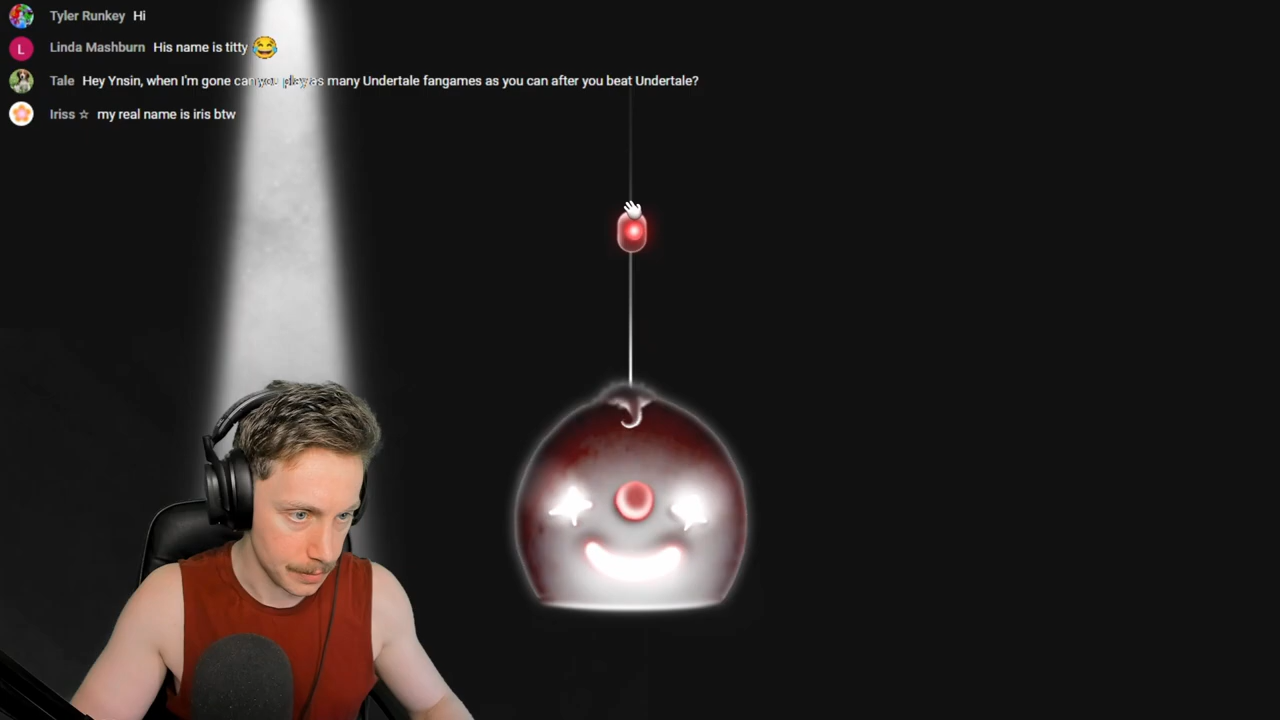 Tyler Runkey Hi
L Linda Mashburn His name is titty 😂
Tale Hey Ynsin, when I'm gone can you play as many Undertale fangames as you can after you beat Undertale?
Iriss ☆ my real name is iris btw